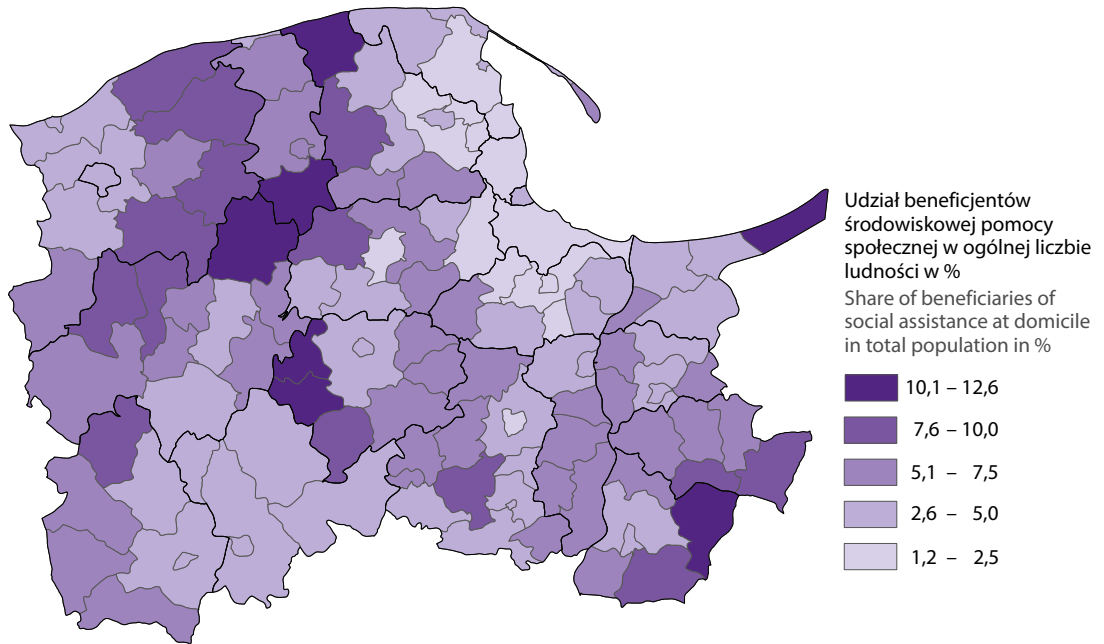 Udział beneficjentów
środowiskowej pomocy
społecznej w ogólnej liczbie
ludności w %
Share of beneficiaries of
social assistance at domicile
in total population in %
10,1 – 12,6
7,6 – 10,0
5,1 – 7,5
2,6 – 5,0
1,2 – 2,5